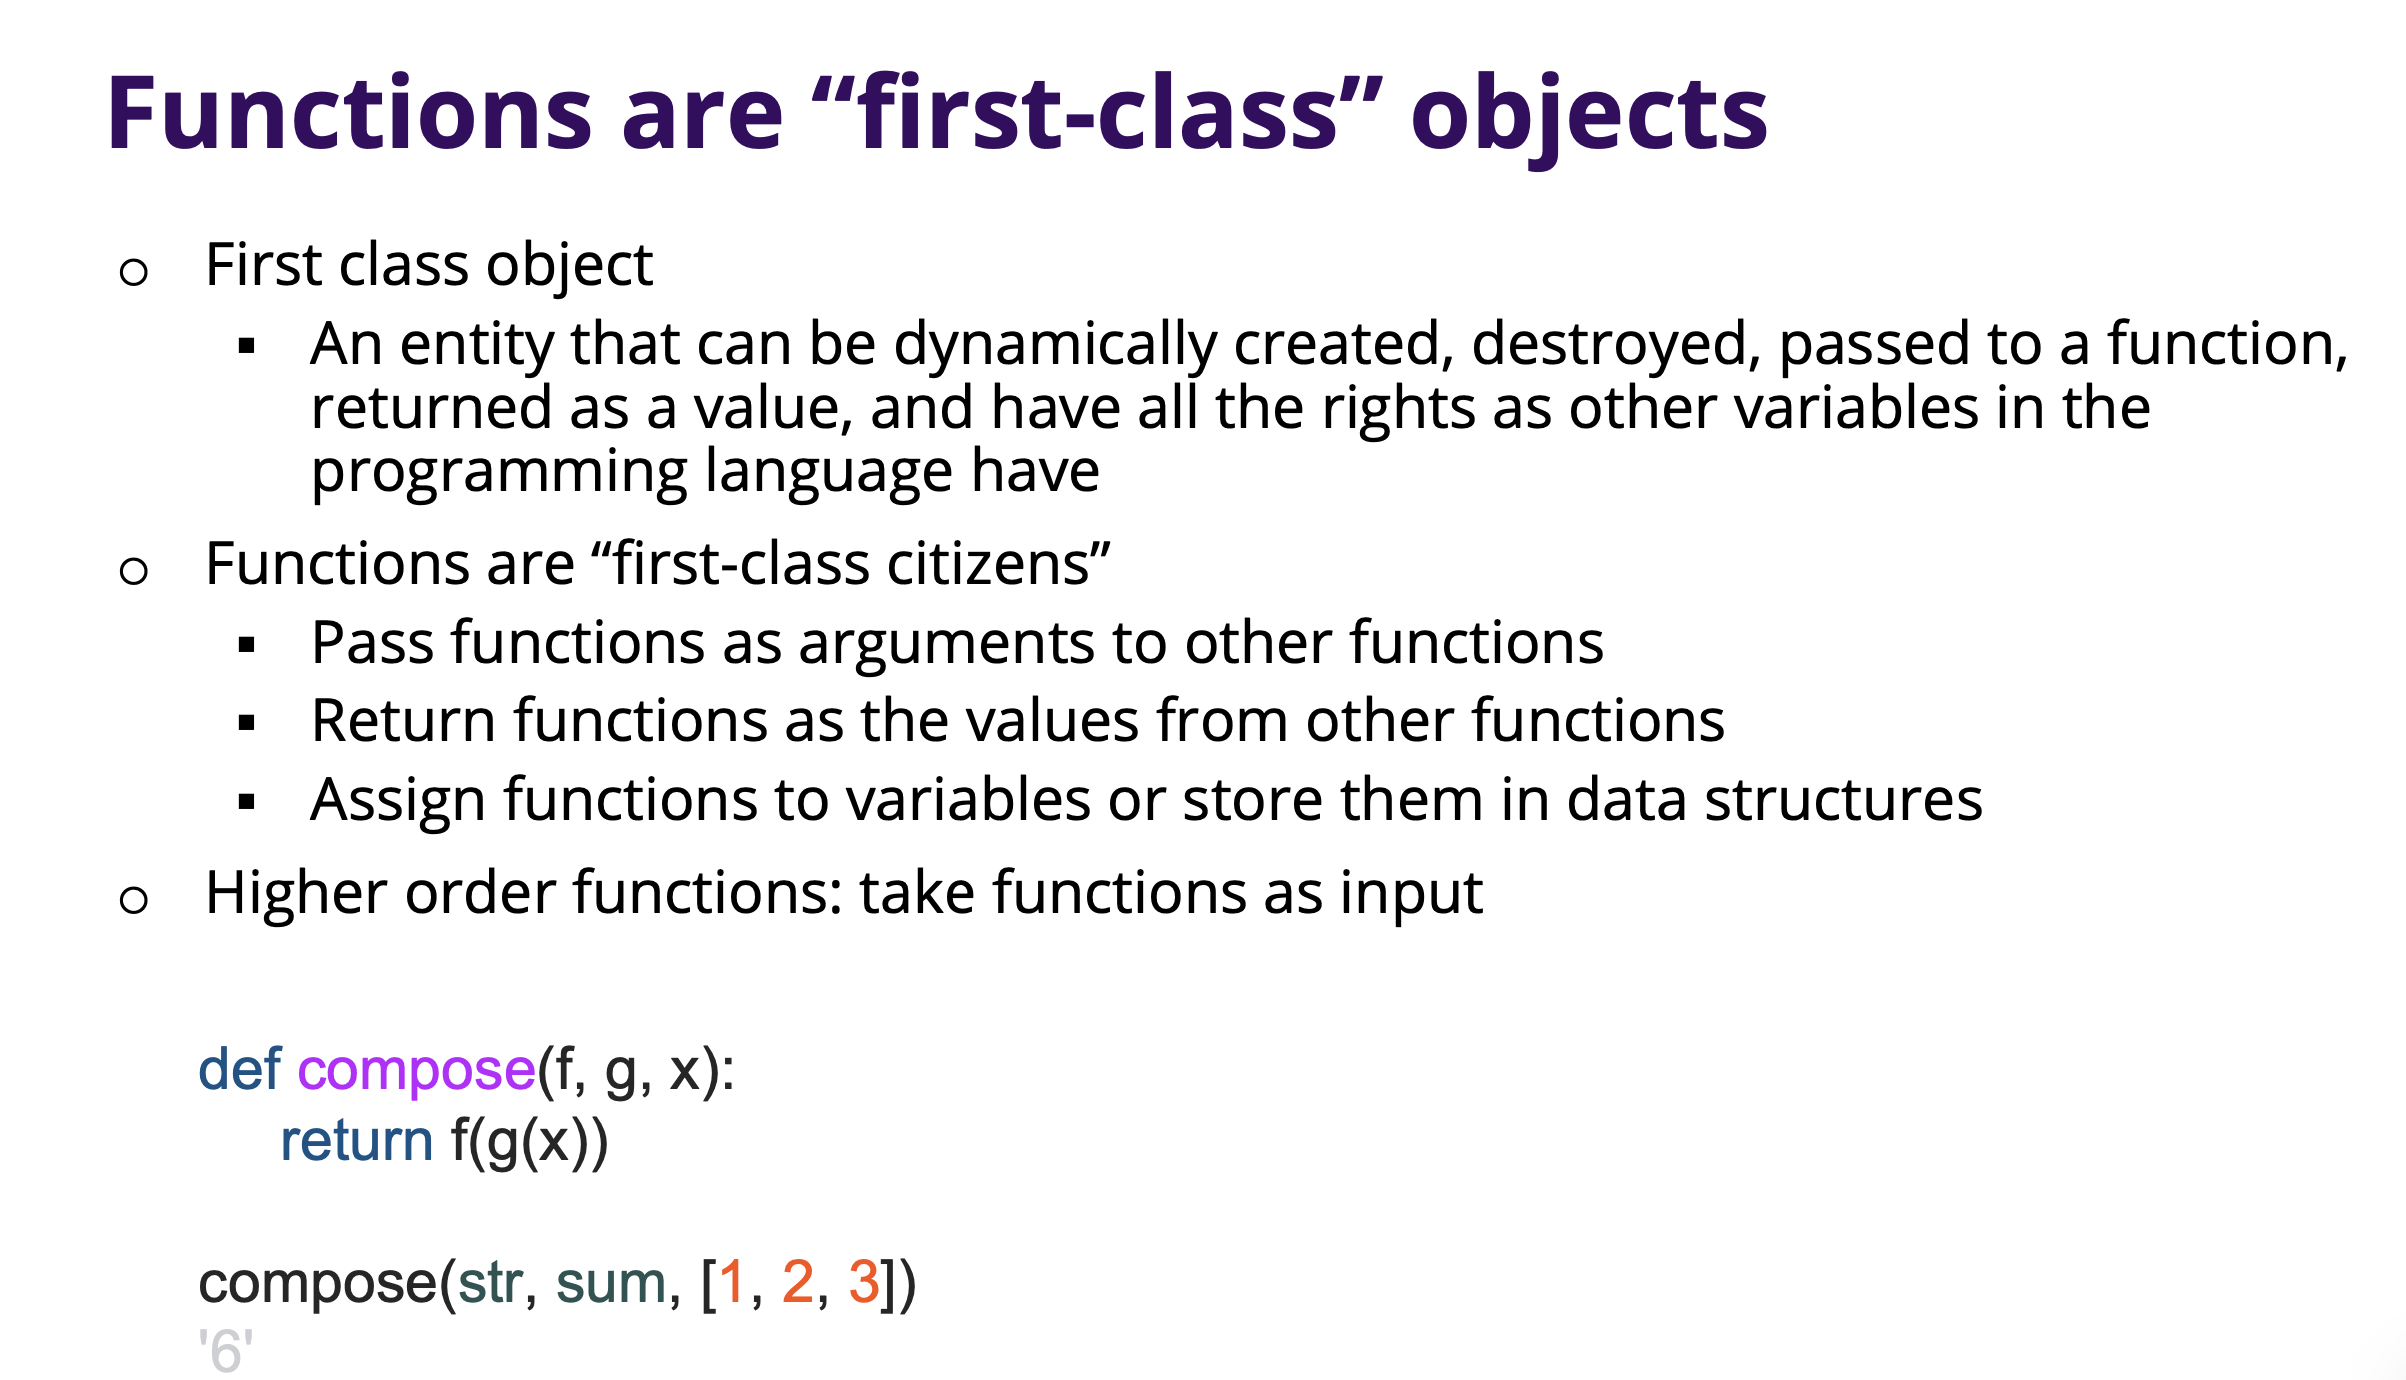 Functions are “first-class” objects
○ First class object
▪ An entity that can be dynamically created, destroyed, passed to a function,
returned as a value, and have all the rights as other variables in the
programming language have
○ Functions are “first-class citizens”
▪ Pass functions as arguments to other functions
▪ Return functions as the values from other functions
▪ Assign functions to variables or store them in data structures
○ Higher order functions: take functions as input
def compose(f, g, x):
    return f(g(x))
compose(str, sum, [1, 2, 3])
'6'